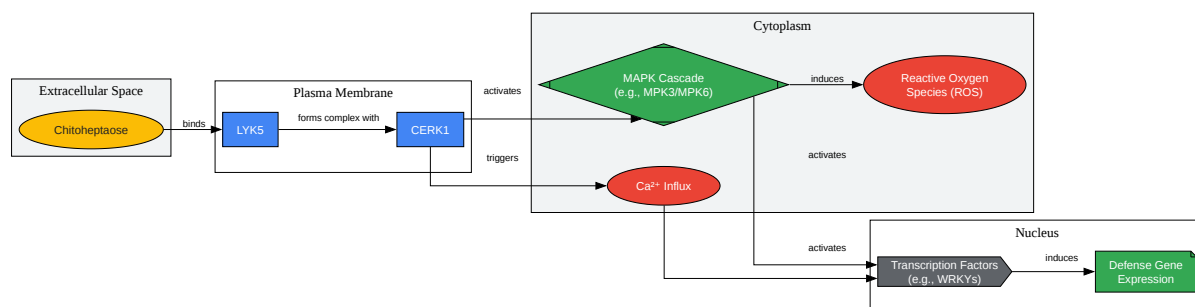 Extracellular Space
Chitoheptaose
binds
Plasma Membrane
LYK5
forms complex with
CERK1
activates
triggers
Cytoplasm
MAPK Cascade
(e.g., MPK3/MPK6)
induces
Reactive Oxygen
Species (ROS)
Ca²⁺ Influx
activates
activates
Nucleus
Transcription Factors
(e.g., WRKYs)
induces
Defense Gene
Expression